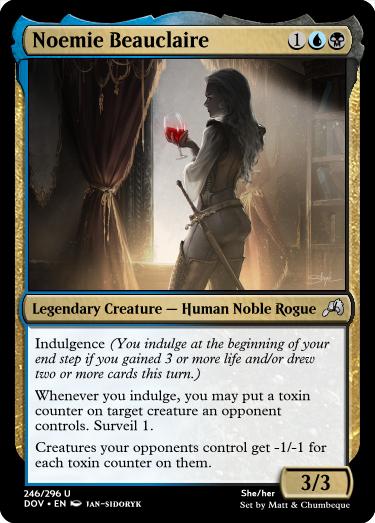 Noemie Beauclaire 1
Legendary Creature — Human Noble Rogue
Indulgence (You indulge at the beginning of your
end step if you gained 3 or more life and/or drew
two or more cards this turn.)
Whenever you indulge, you may put a toxin
counter on target creature an opponent
controls. Surveil 1.
Creatures your opponents control get -1/-1 for
each toxin counter on them.
3/3
246/296 U
She/her
DOV • EN JAN-SIDORYK
Set by Matt & Chumbeque